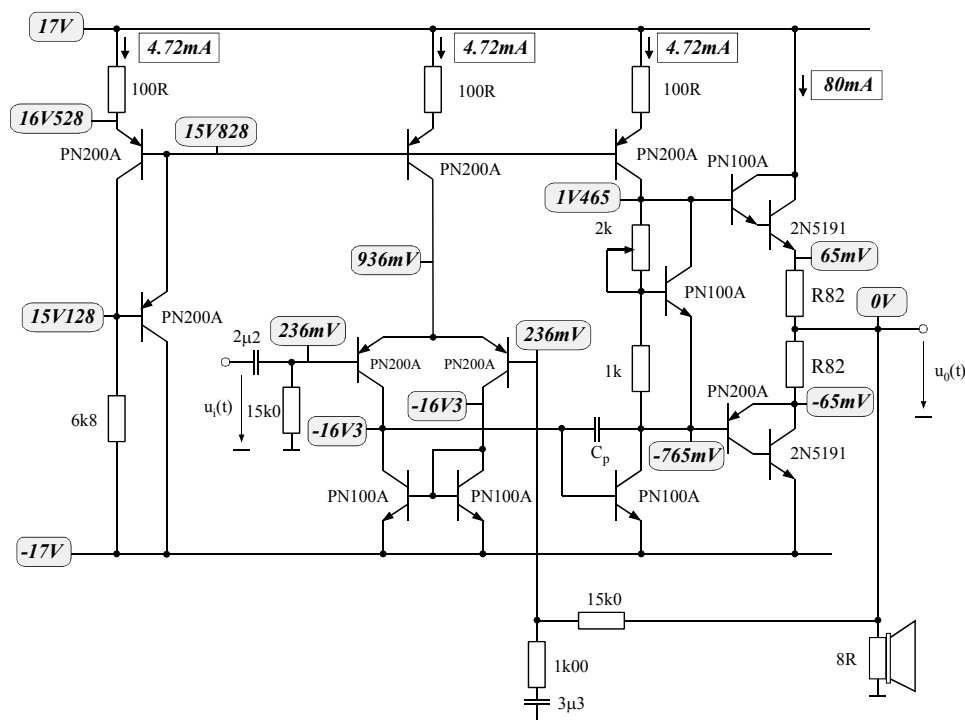 17V
4.72mA
4.72mA
4.72mA
100R
100R
100R
80mA
16V528
15V828
PN200A
PN200A
PN200A
PN100A
1V465
2k
2N5191
65mV
936mV
PN100A
R82
0V
15V128
PN200A
2µ2
236mV
236mV
PN200A
PN200A
1k
PN200A
R82
u₀(t)
uᵢ(t)
15k0
-16V3
-65mV
6k8
-16V3
Cₚ
-765mV
2N5191
PN100A
PN100A
PN100A
-17V
15k0
1k00
8R
3µ3